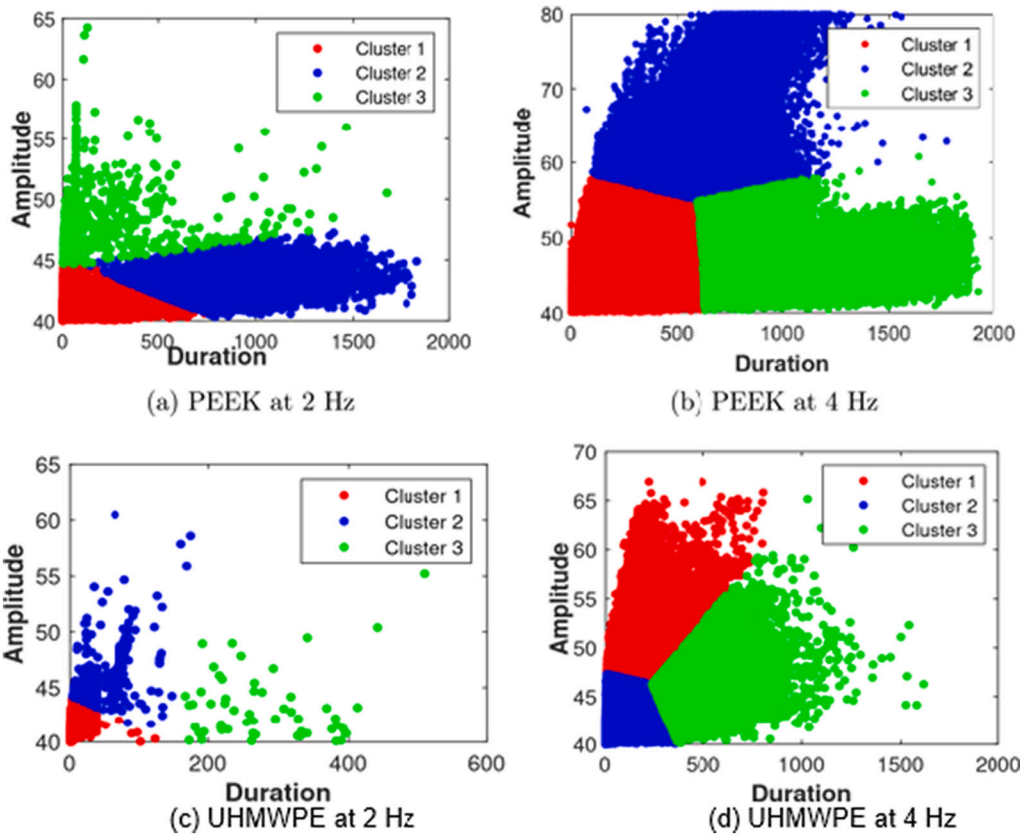 65
60
55
50
45
40
Amplitude
Cluster 1
Cluster 2
Cluster 3
0 500 1000 1500 2000
Duration
(a) PEEK at 2 Hz
80
70
60
50
40
Amplitude
Cluster 1
Cluster 2
Cluster 3
0 500 1000 1500 2000
Duration
(b) PEEK at 4 Hz
65
60
55
50
45
40
Amplitude
Cluster 1
Cluster 2
Cluster 3
0 200 400 600
Duration
(c) UHMWPE at 2 Hz
70
65
60
55
50
45
40
Amplitude
Cluster 1
Cluster 2
Cluster 3
0 500 1000 1500 2000
Duration
(d) UHMWPE at 4 Hz